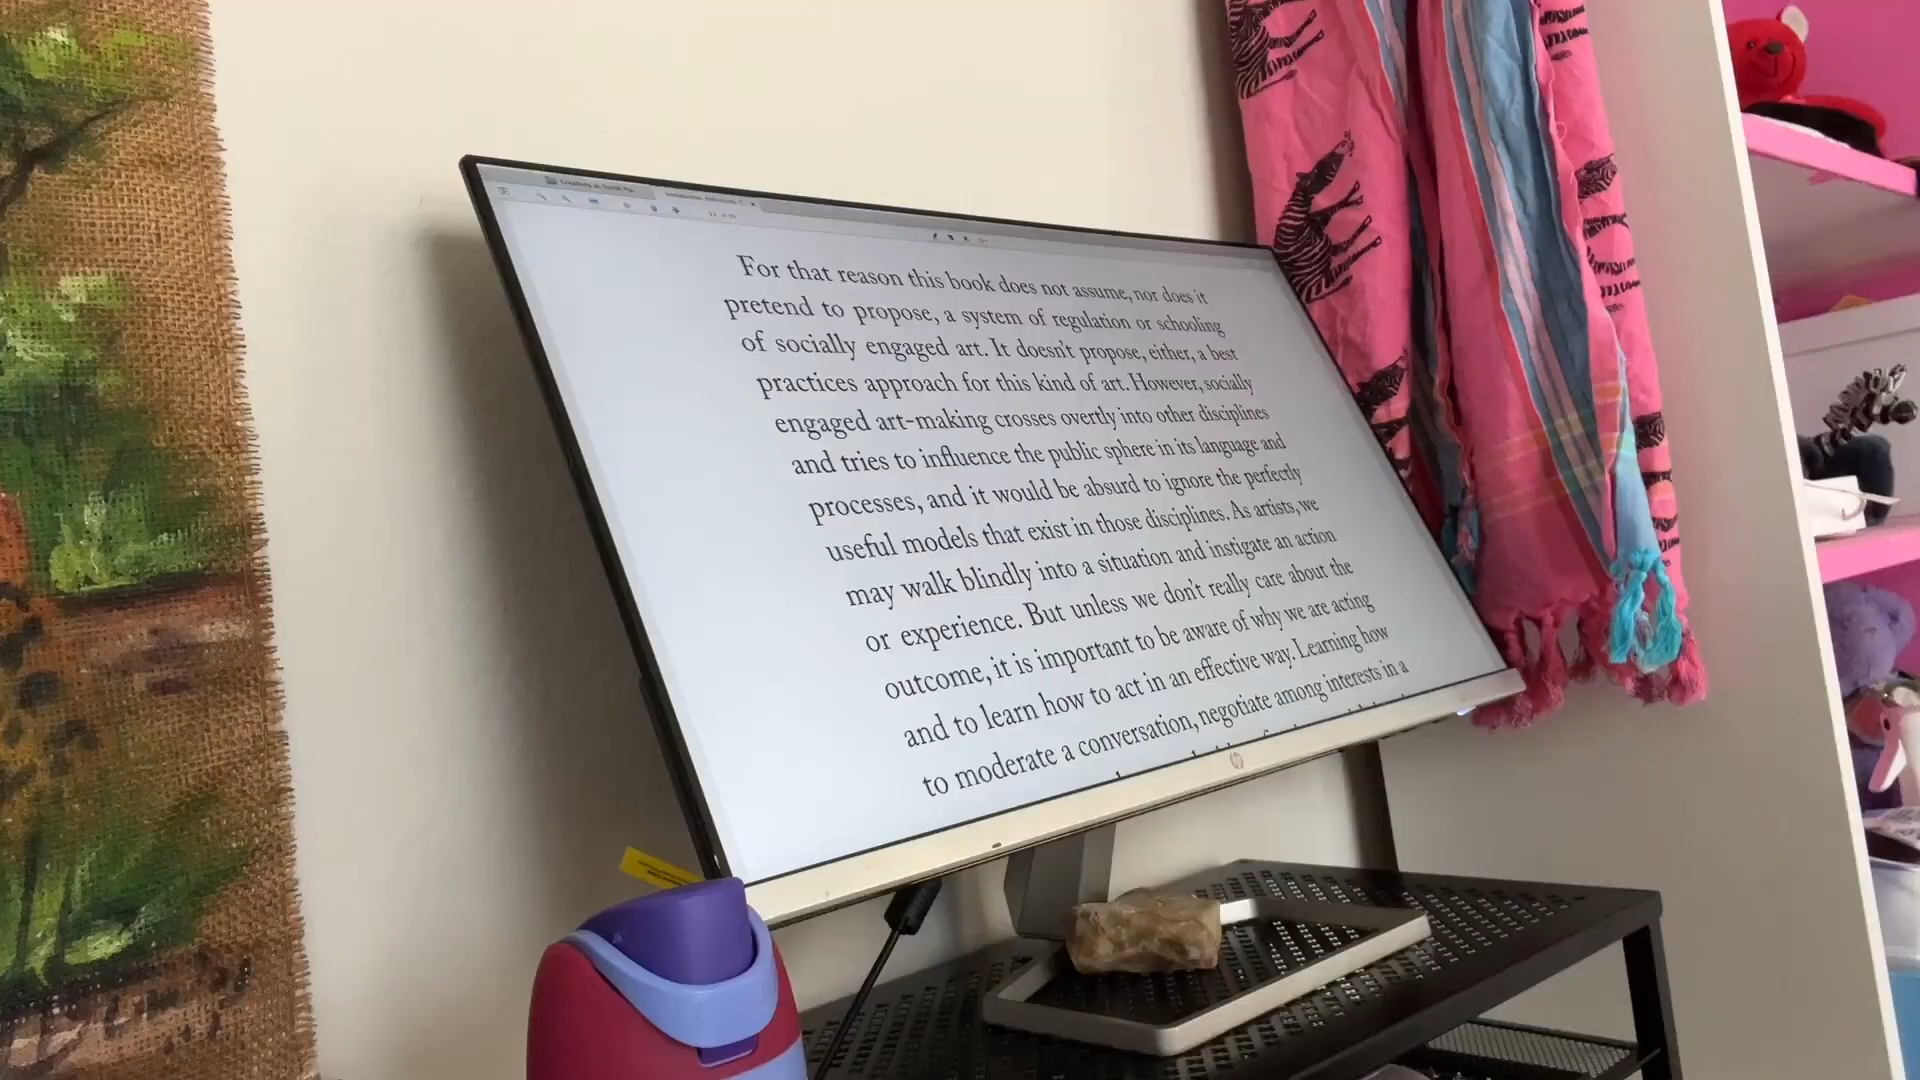 Creativity as Social
11 of
For that reason this book does not assume, nor does it
pretend to propose, a system of regulation or schooling
of socially engaged art. It doesn't propose, either, a best
practices approach for this kind of art. However, socially
engaged art-making crosses overtly into other disciplines
and tries to influence the public sphere in its language and
processes, and it would be absurd to ignore the perfectly
useful models that exist in those disciplines. As artists, we
may walk blindly into a situation and instigate an action
or experience. But unless we don't really care about the
outcome, it is important to be aware of why we are acting
and to learn how to act in an effective way. Learning how
to moderate a conversation, negotiate among interests in a
hp